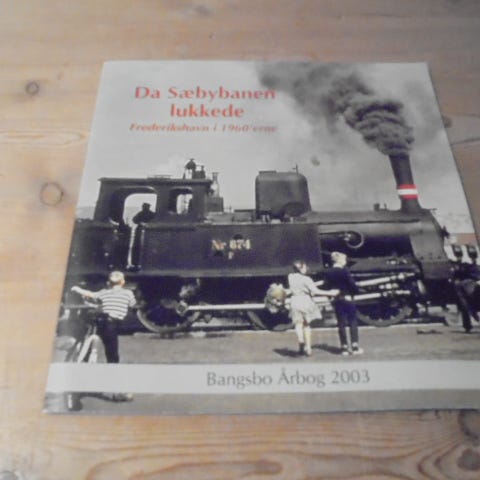 Da Sæbybanen
lukkede
Frederikshavn i 1960'erne
Nr 674
F
Bangsbo Årbog 2003